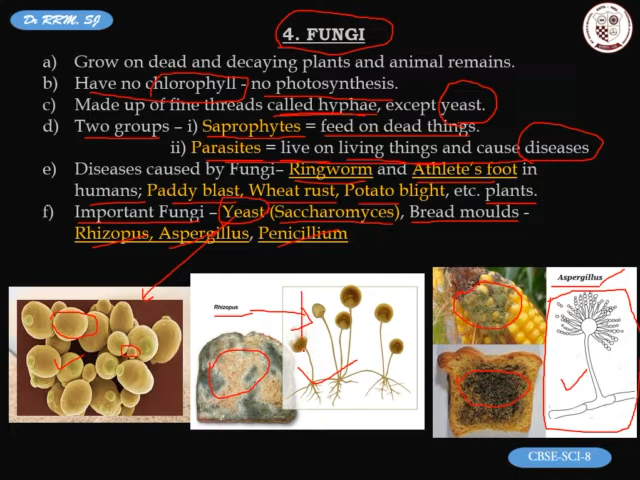 Dr RRM, SJ
4. FUNGI
a) Grow on dead and decaying plants and animal remains.
b) Have no chlorophyll - no photosynthesis.
c) Made up of fine threads called hyphae, except yeast.
d) Two groups – i) Saprophytes = feed on dead things.
ii) Parasites = live on living things and cause diseases
e) Diseases caused by Fungi– Ringworm and Athlete's foot in
humans; Paddy blast, Wheat rust, Potato blight, etc. plants.
f) Important Fungi – Yeast (Saccharomyces), Bread moulds -
Rhizopus, Aspergillus, Penicillium
Rhizopus
Aspergillus
CBSE-SCI-8